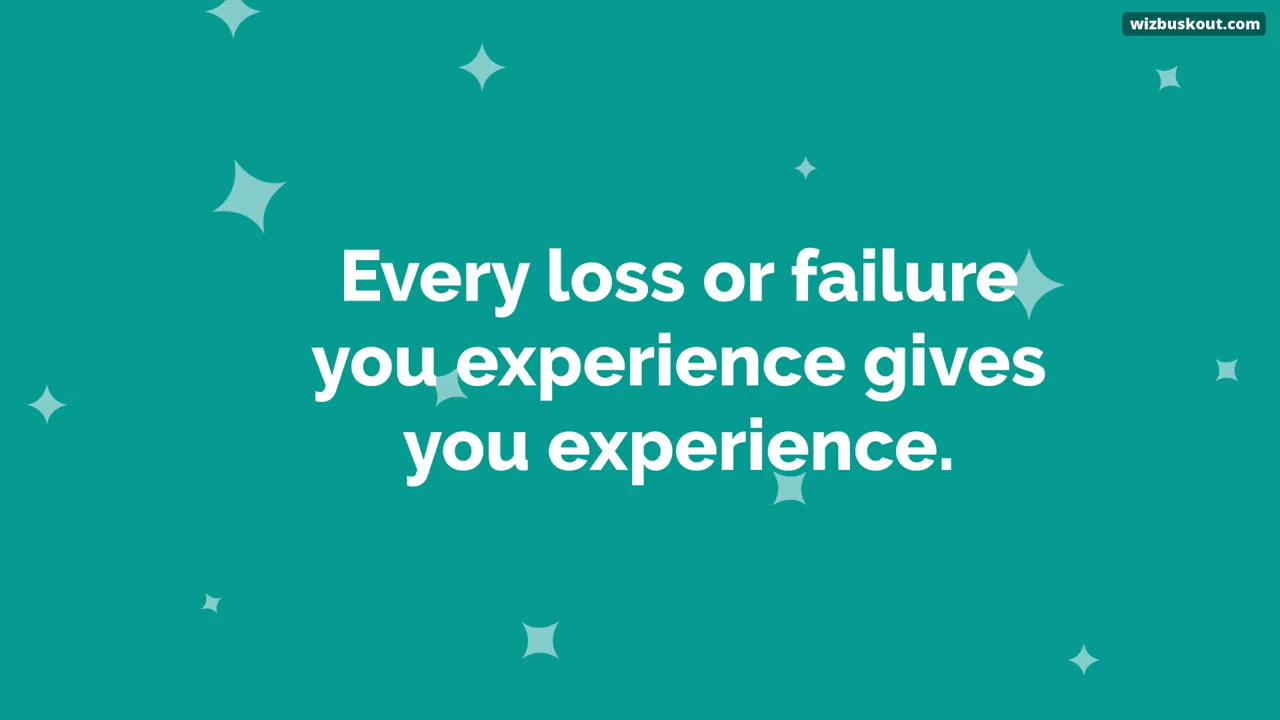 wizbuskout.com
Every loss or failure
you experience gives
you experience.